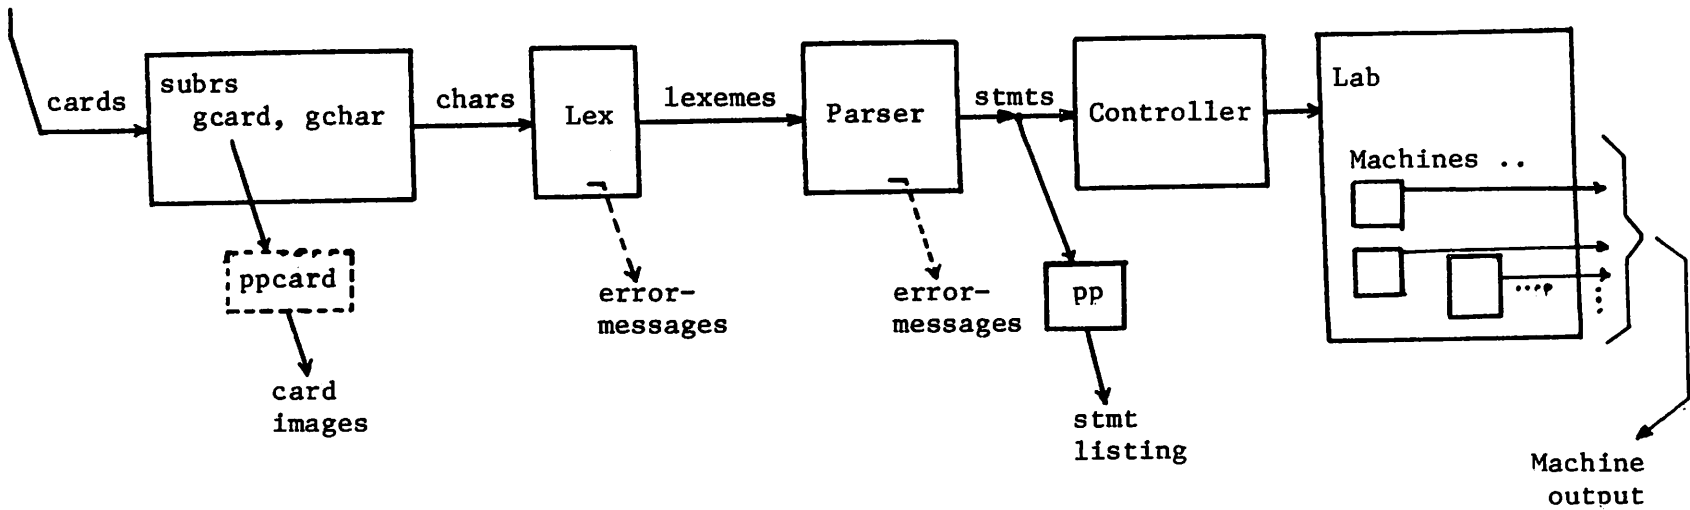 cards
subrs
gcard, gchar
chars
Lex
lexemes
Parser
stmts
Controller
Lab
Machines ..
ppcard
error-
messages
error-
messages
pp
card
images
stmt
listing
Machine
output